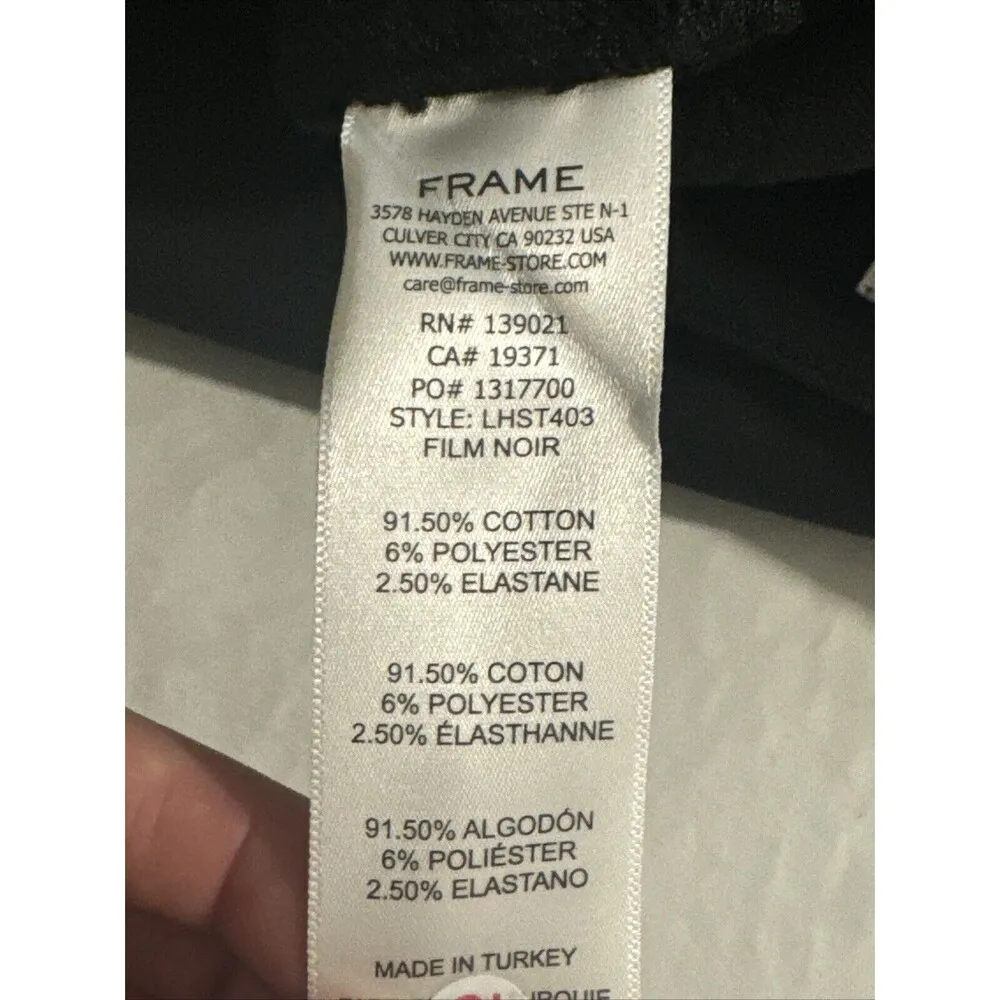 FRAME
3578 HAYDEN AVENUE STE N-1
CULVER CITY CA 90232 USA
WWW.FRAME-STORE.COM
care@frame-store.com
RN# 139021
CA# 19371
PO# 1317700
STYLE: LHST403
FILM NOIR
91.50% COTTON
6% POLYESTER
2.50% ELASTANE
91.50% COTON
6% POLYESTER
2.50% ÉLASTHANNE
91.50% ALGODÓN
6% POLIÉSTER
2.50% ELASTANO
MADE IN TURKEY